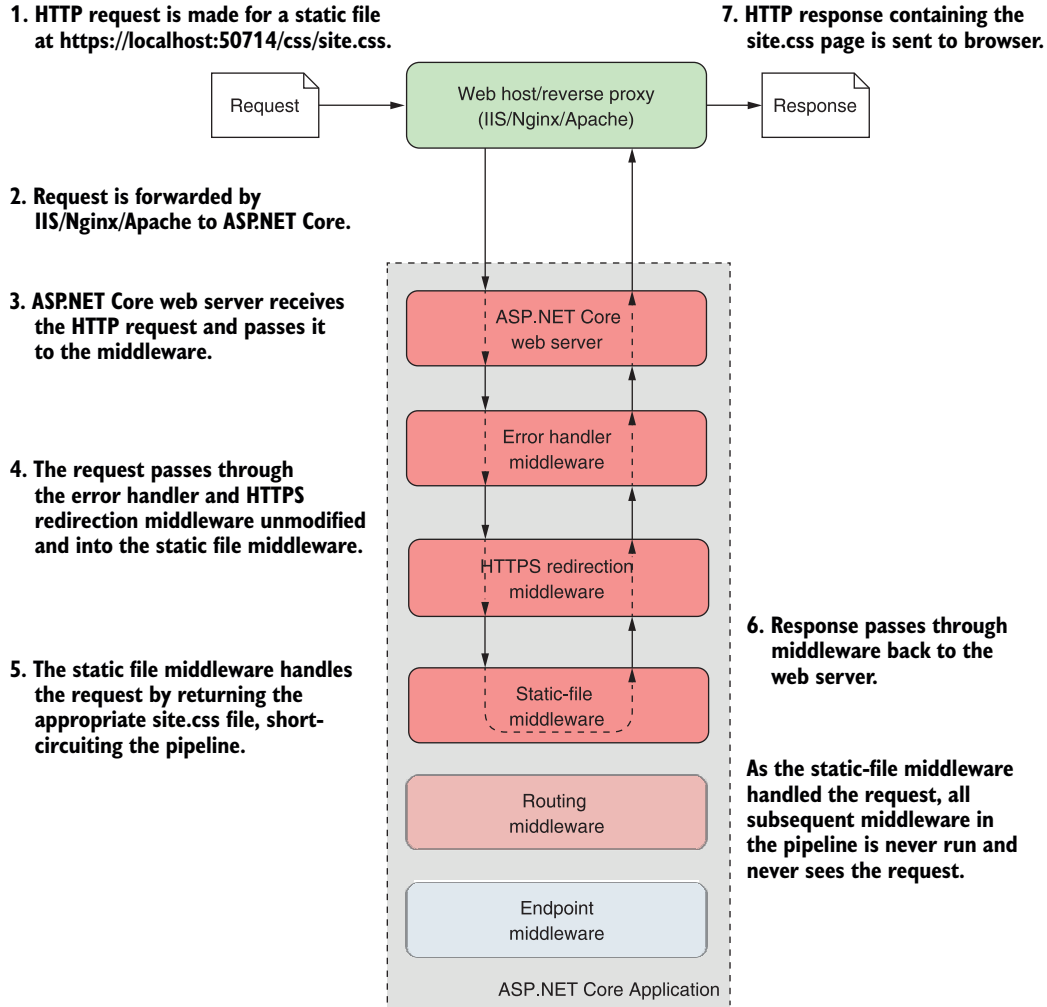 1. HTTP request is made for a static file
at https://localhost:50714/css/site.css.
7. HTTP response containing the
site.css page is sent to browser.
Request
Web host/reverse proxy
(IIS/Nginx/Apache)
Response
2. Request is forwarded by
IIS/Nginx/Apache to ASP.NET Core.
3. ASP.NET Core web server receives
the HTTP request and passes it
to the middleware.
ASP.NET Core
web server
4. The request passes through
the error handler and HTTPS
redirection middleware unmodified
and into the static file middleware.
Error handler
middleware
HTTPS redirection
middleware
5. The static file middleware handles
the request by returning the
appropriate site.css file, short-
circuiting the pipeline.
Static-file
middleware
6. Response passes through
middleware back to the
web server.
Routing
middleware
As the static-file middleware
handled the request, all
subsequent middleware in
the pipeline is never run and
never sees the request.
Endpoint
middleware
ASP.NET Core Application